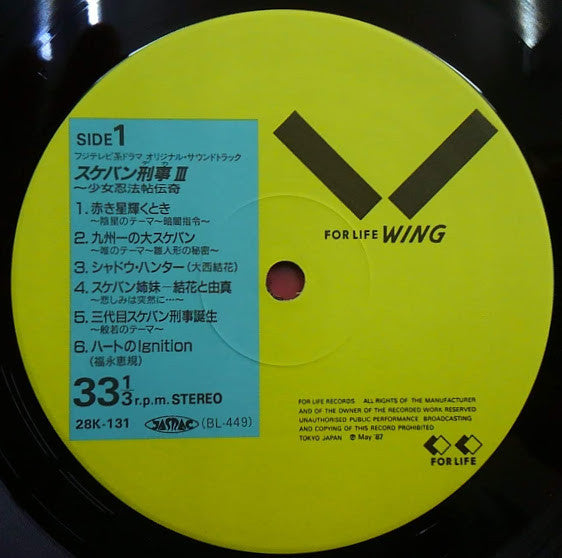 SIDE 1
フジテレビ系ドラマ オリジナル・サウンドトラック
スケバン刑事III
デカ
〜少女忍法帖伝奇
1. 赤き星輝くとき
〜陰星のテーマ〜暗闇指令〜
2. 九州一の大スケバン
〜唯のテーマ〜雛人形の秘密〜
3. シャドウ・ハンター(大西結花)
4. スケバン姉妹―結花と由真
〜悲しみは突然に…〜
5. 三代目スケバン刑事誕生
〜般若のテーマ〜
6. ハートのIgnition
(福永恵規)
33 1/3 r.p.m. STEREO
28K-131 JASRAC (BL-449)
FOR LIFE WING
FOR LIFE RECORDS ALL RIGHTS OF THE MANUFACTURER
AND OF THE OWNER OF THE RECORDED WORK RESERVED
UNAUTHORISED PUBLIC PERFORMANCE BROADCASTING
AND COPYING OF THIS RECORD PROHIBITED
TOKYO JAPAN ℗ May '87
FOR LIFE